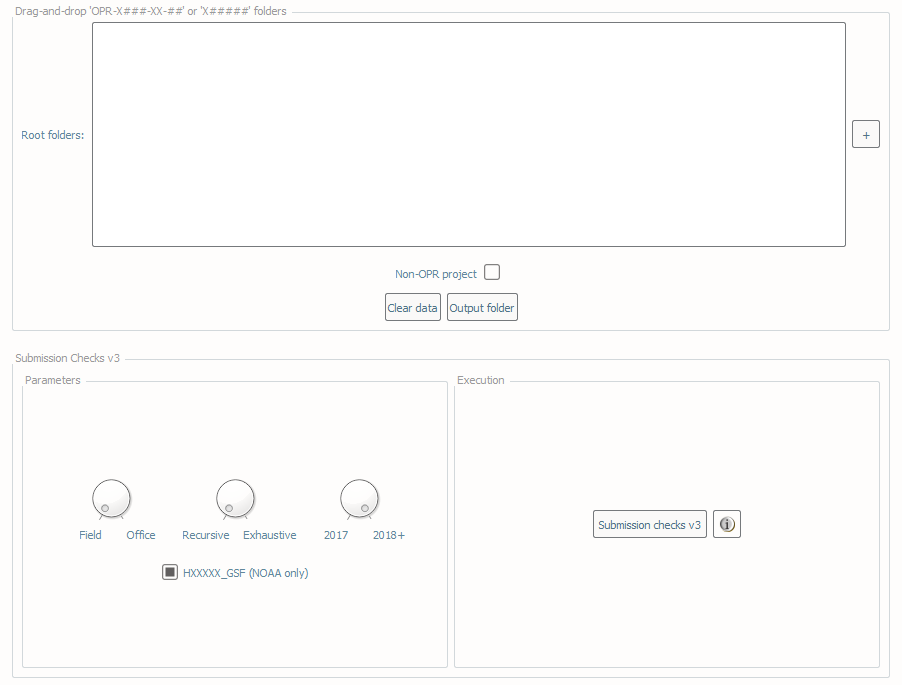 Drag-and-drop 'OPR-X###-XX-##' or 'X#####' folders
Root folders:
+
Non-OPR project
Clear data Output folder
Submission Checks v3
Parameters
Execution
Field Office Recursive Exhaustive 2017 2018+
HXXXXX_GSF (NOAA only)
Submission checks v3 i